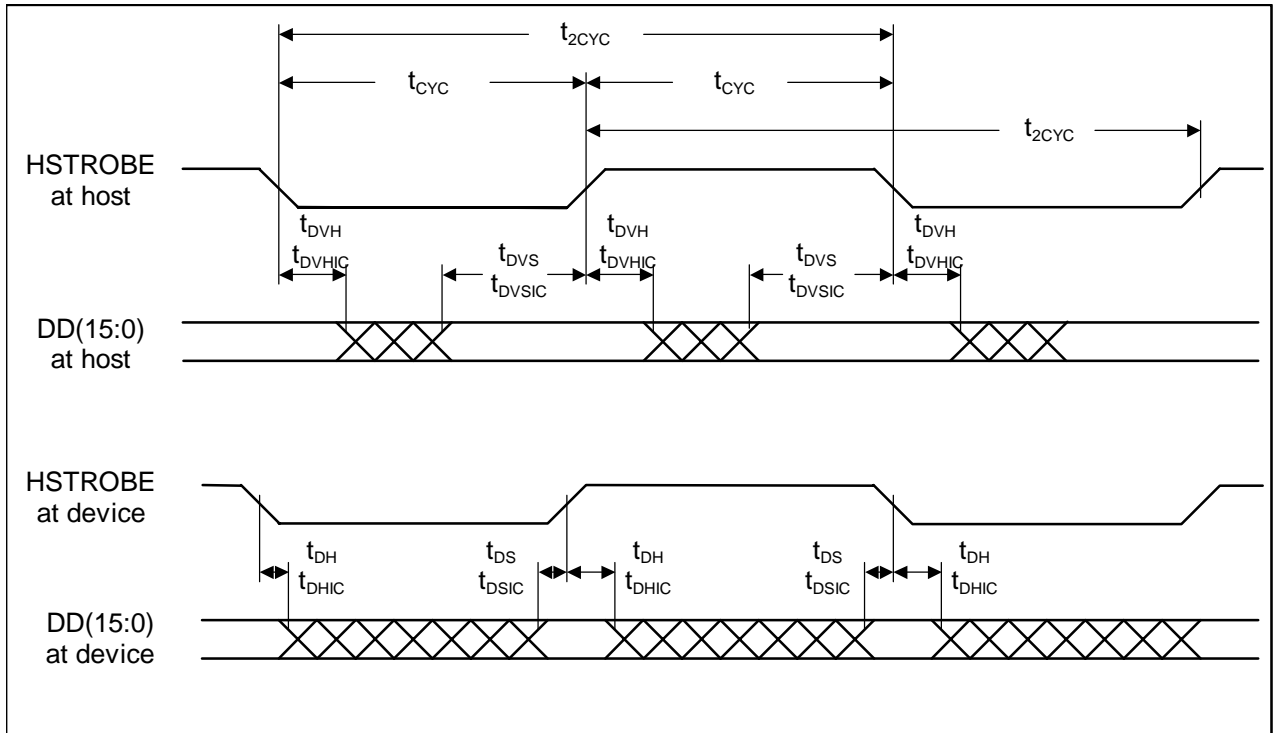 t2CYC
tCYC tCYC
t2CYC
HSTROBE
at host
tDVH tDVH tDVH
tDVHIC tDVS tDVHIC tDVS tDVHIC
tDVSIC tDVSIC
DD(15:0)
at host
HSTROBE
at device
tDH tDS tDH tDS tDH
tDHIC tDSIC tDHIC tDSIC tDHIC
DD(15:0)
at device